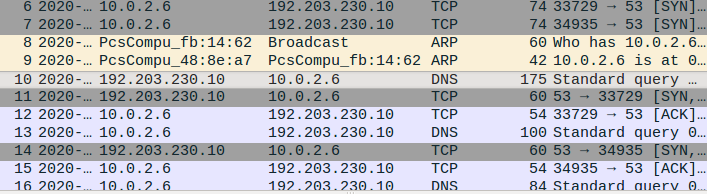 6 2020-… 10.0.2.6 192.203.230.10 TCP 74 33729 → 53 [SYN]…
7 2020-… 10.0.2.6 192.203.230.10 TCP 74 34935 → 53 [SYN]…
8 2020-… PcsCompu_fb:14:62 Broadcast ARP 60 Who has 10.0.2.6…
9 2020-… PcsCompu_48:8e:a7 PcsCompu_fb:14:62 ARP 42 10.0.2.6 is at 0…
10 2020-… 192.203.230.10 10.0.2.6 DNS 175 Standard query …
11 2020-… 192.203.230.10 10.0.2.6 TCP 60 53 → 33729 [SYN,…
12 2020-… 10.0.2.6 192.203.230.10 TCP 54 33729 → 53 [ACK]…
13 2020-… 10.0.2.6 192.203.230.10 DNS 100 Standard query 0…
14 2020-… 192.203.230.10 10.0.2.6 TCP 60 53 → 34935 [SYN,…
15 2020-… 10.0.2.6 192.203.230.10 TCP 54 34935 → 53 [ACK]…
16 2020-… 10.0.2.6 192.203.230.10 DNS 84 Standard query 0…